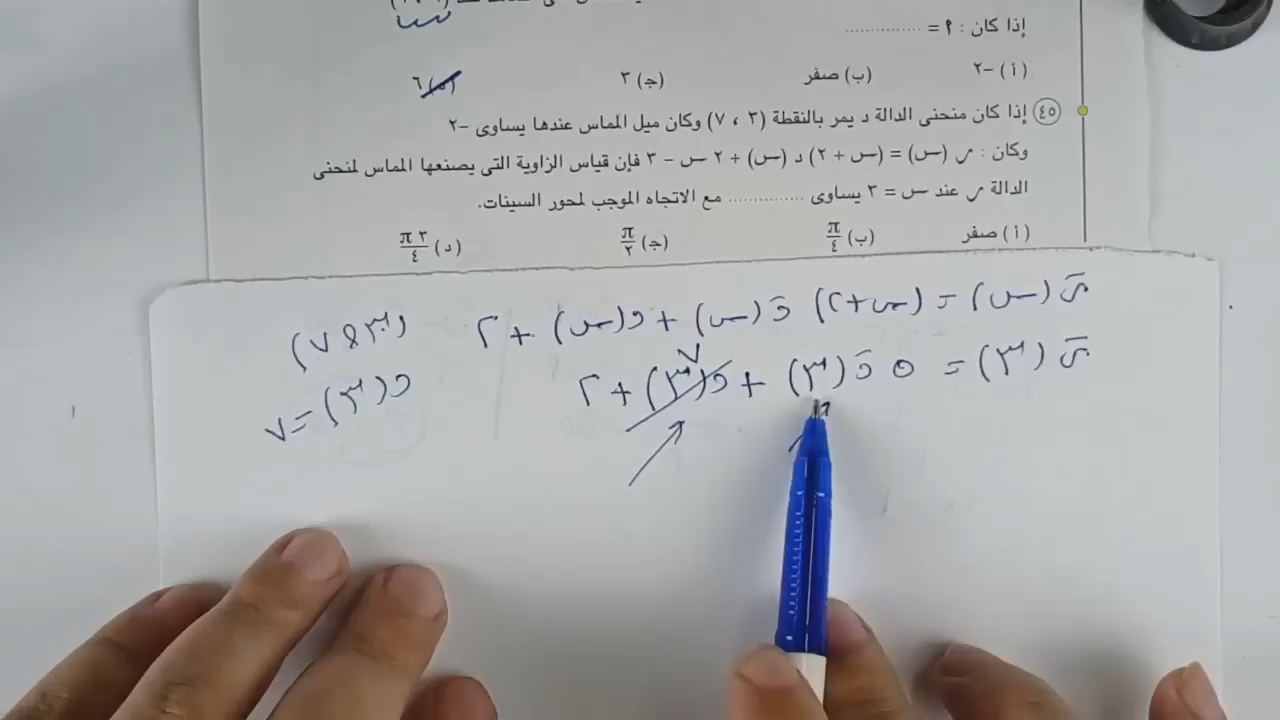 إذا كان : ٩ = ..............
(أ) -٢ (ب) صفر (جـ) ٣ (د) ٦
٤٥ إذا كان منحنى الدالة د يمر بالنقطة (٣ ، ٧) وكان ميل المماس عندها يساوى -٢
وكان : ر (س) = (س + ٢) د (س) + ٢ س - ٣ فإن قياس الزاوية التى يصنعها المماس لمنحنى
الدالة ر عند س = ٣ يساوى .............. مع الاتجاه الموجب لمحور السينات.
(أ) صفر (ب) π/٤ (جـ) π/٢ (د) ٣π/٤
رَ (س) = (س + ٢) دَ (س) + د(س) + ٢
(٣ ، ٧)
رَ (٣) = ٥ دَ (٣) + د(٣) + ٢
٧
د(٣) = ٧